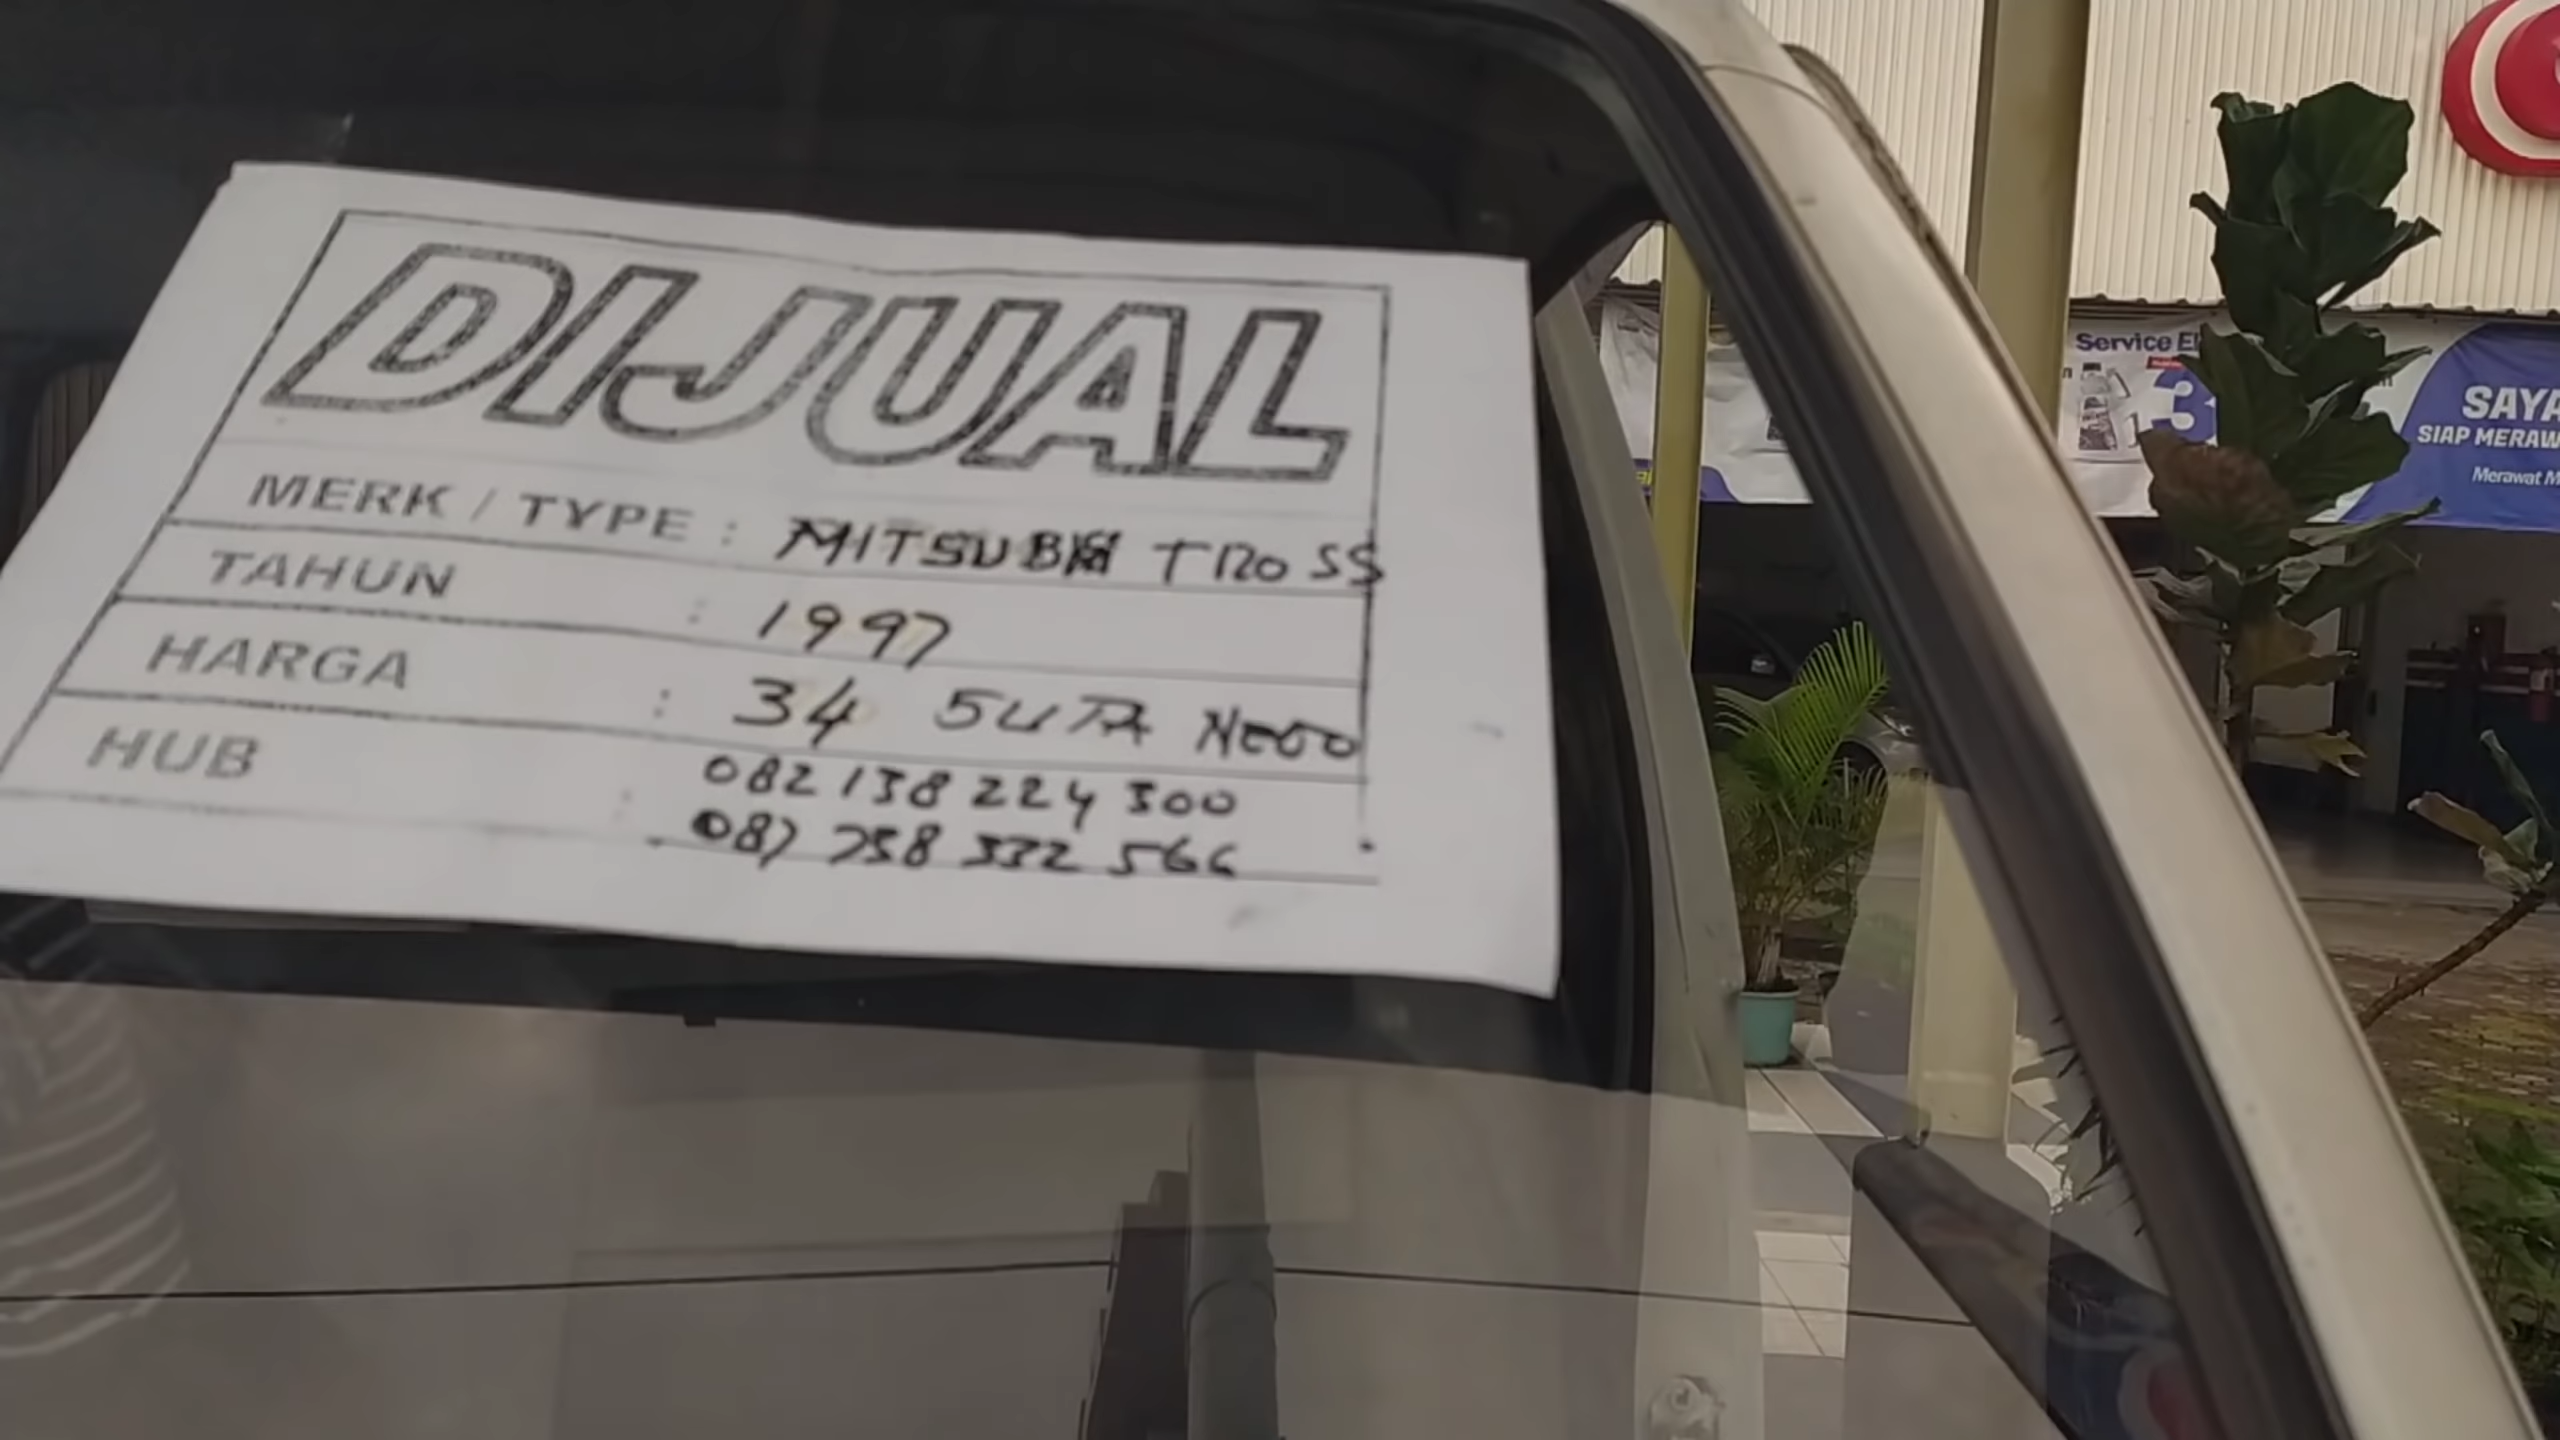 DIJUAL
MERK / TYPE : MITSUBISHI TROSS
TAHUN : 1997
HARGA : 34 JUTA NEGO
HUB : 082 138 224 300
087 758 332 566
Service
3
SAYA
SIAP MERAW
Merawat M